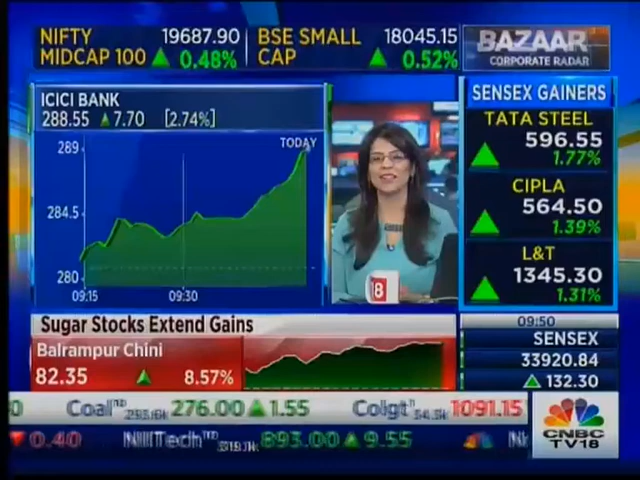 NIFTY 19687.90 BSE SMALL 18045.15 BAZAAR
MIDCAP 100 ▲ 0.48% CAP ▲ 0.52% CORPORATE RADAR
ICICI BANK
288.55 ▲ 7.70 [2.74%]
TODAY
289
284.5
280
09:15 09:30
18
SENSEX GAINERS
TATA STEEL
596.55
1.77%
CIPLA
564.50
1.39%
L&T
1345.30
1.31%
Sugar Stocks Extend Gains
Balrampur Chini
82.35 ▲ 8.57%
09:50
SENSEX
33920.84
▲ 132.30
0 Coal 276.00 ▲ 1.55 Colgt 1091.15
▼ 0.40 NIITech 893.00 ▲ 9.55
CNBC
TV18